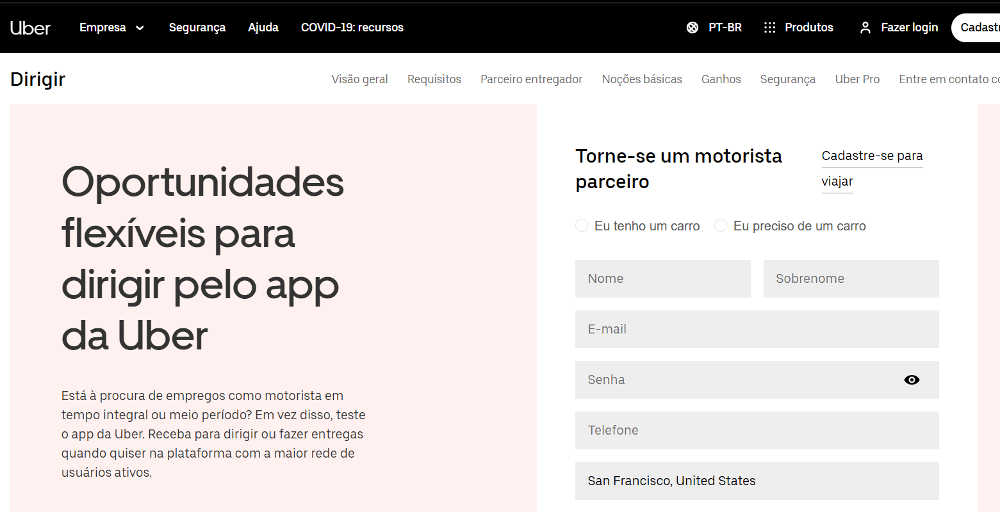 Uber Empresa Segurança Ajuda COVID-19: recursos PT-BR Produtos Fazer login
Dirigir Visão geral Requisitos Parceiro entregador Noções básicas Ganhos Segurança Uber Pro Entre em contato
Oportunidades
flexíveis para
dirigir pelo app
da Uber
Está à procura de empregos como motorista em
tempo integral ou meio período? Em vez disso, teste
o app da Uber. Receba para dirigir ou fazer entregas
quando quiser na plataforma com a maior rede de
usuários ativos.
Torne-se um motorista
parceiro
Cadastre-se para
viajar
Eu tenho um carro Eu preciso de um carro
Nome Sobrenome
E-mail
Senha
Telefone
San Francisco, United States